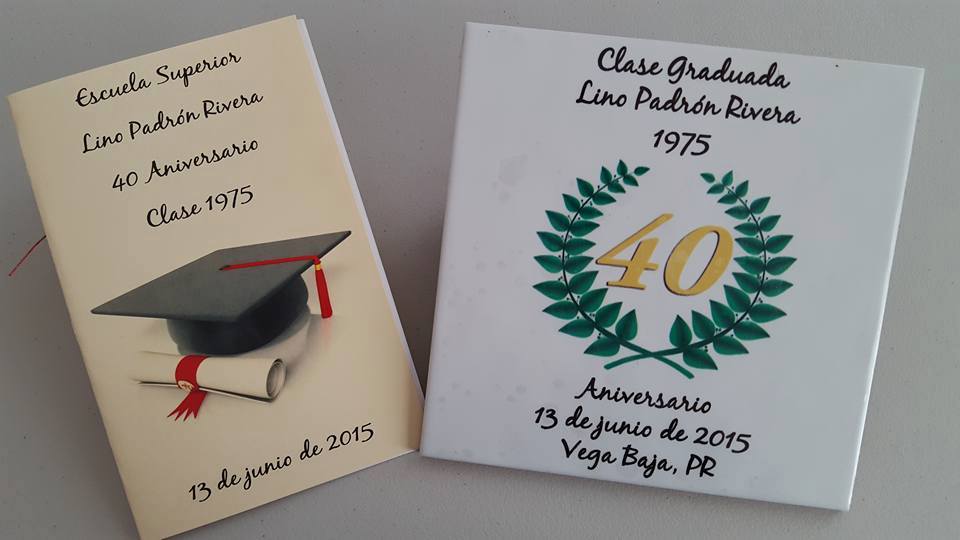 Escuela Superior
Lino Padrón Rivera
40 Aniversario
Clase 1975
13 de junio de 2015
Clase Graduada
Lino Padrón Rivera
1975
40
Aniversario
13 de junio de 2015
Vega Baja, PR